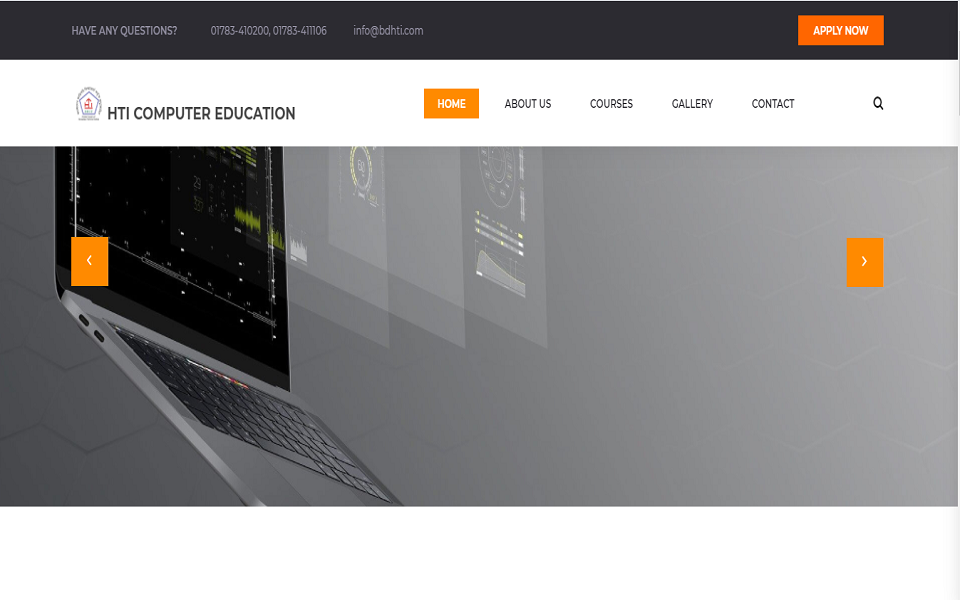 HAVE ANY QUESTIONS? 01783-410200, 01783-411106 info@bdhti.com APPLY NOW
HTI COMPUTER EDUCATION
HOME ABOUT US COURSES GALLERY CONTACT